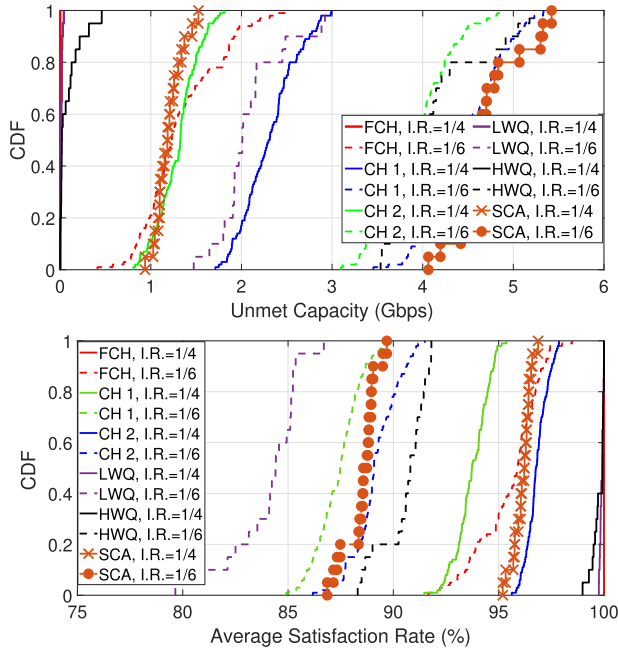 1
0.8
0.6
0.4
0.2
0
CDF
FCH, I.R.=1/4
FCH, I.R.=1/6
CH 1, I.R.=1/4
CH 1, I.R.=1/6
CH 2, I.R.=1/4
CH 2, I.R.=1/6
LWQ, I.R.=1/4
LWQ, I.R.=1/6
HWQ, I.R.=1/4
HWQ, I.R.=1/6
SCA, I.R.=1/4
SCA, I.R.=1/6
0 1 2 3 4 5 6
Unmet Capacity (Gbps)
1
0.8
0.6
0.4
0.2
0
CDF
FCH, I.R.=1/4
FCH, I.R.=1/6
CH 1, I.R.=1/4
CH 1, I.R.=1/6
CH 2, I.R.=1/4
CH 2, I.R.=1/6
LWQ, I.R.=1/4
LWQ, I.R.=1/6
HWQ, I.R.=1/4
HWQ, I.R.=1/6
SCA, I.R.=1/4
SCA, I.R.=1/6
75 80 85 90 95 100
Average Satisfaction Rate (%)